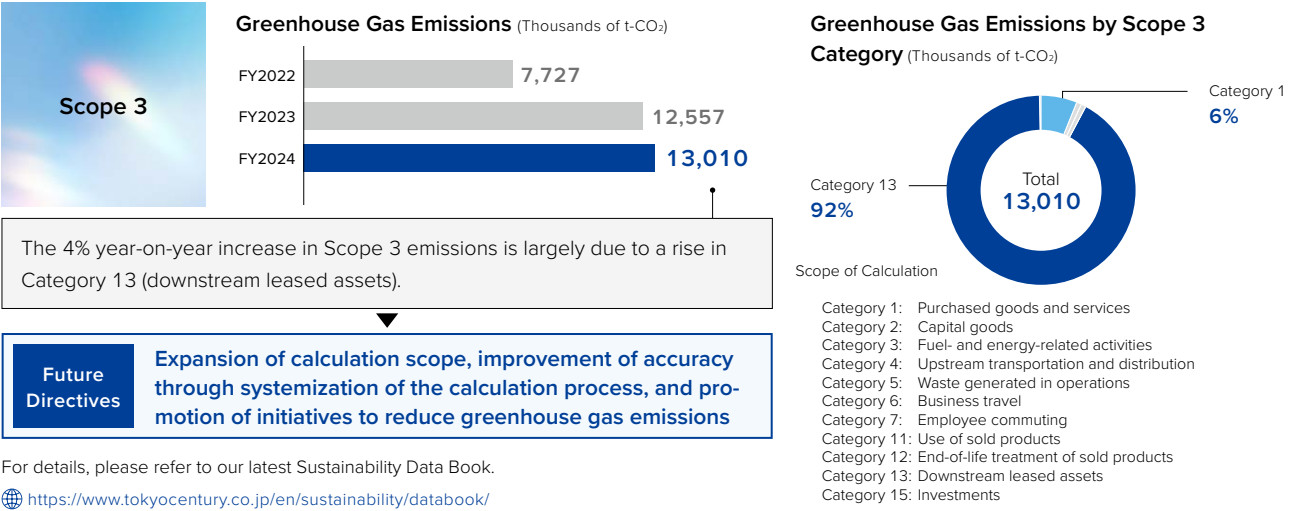 Scope 3
Greenhouse Gas Emissions (Thousands of t-CO₂)
FY2022 7,727
FY2023 12,557
FY2024 13,010
The 4% year-on-year increase in Scope 3 emissions is largely due to a rise in
Category 13 (downstream leased assets).
Future
Directives
Expansion of calculation scope, improvement of accuracy
through systemization of the calculation process, and pro-
motion of initiatives to reduce greenhouse gas emissions
For details, please refer to our latest Sustainability Data Book.
https://www.tokyocentury.co.jp/en/sustainability/databook/
Greenhouse Gas Emissions by Scope 3
Category (Thousands of t-CO₂)
Category 1
6%
Category 13
92%
Total
13,010
Scope of Calculation
Category 1: Purchased goods and services
Category 2: Capital goods
Category 3: Fuel- and energy-related activities
Category 4: Upstream transportation and distribution
Category 5: Waste generated in operations
Category 6: Business travel
Category 7: Employee commuting
Category 11: Use of sold products
Category 12: End-of-life treatment of sold products
Category 13: Downstream leased assets
Category 15: Investments